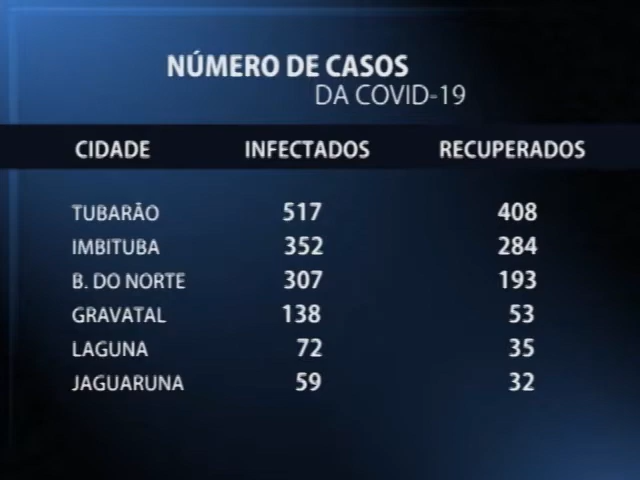 NÚMERO DE CASOS
DA COVID-19
CIDADE INFECTADOS RECUPERADOS
TUBARÃO 517 408
IMBITUBA 352 284
B. DO NORTE 307 193
GRAVATAL 138 53
LAGUNA 72 35
JAGUARUNA 59 32